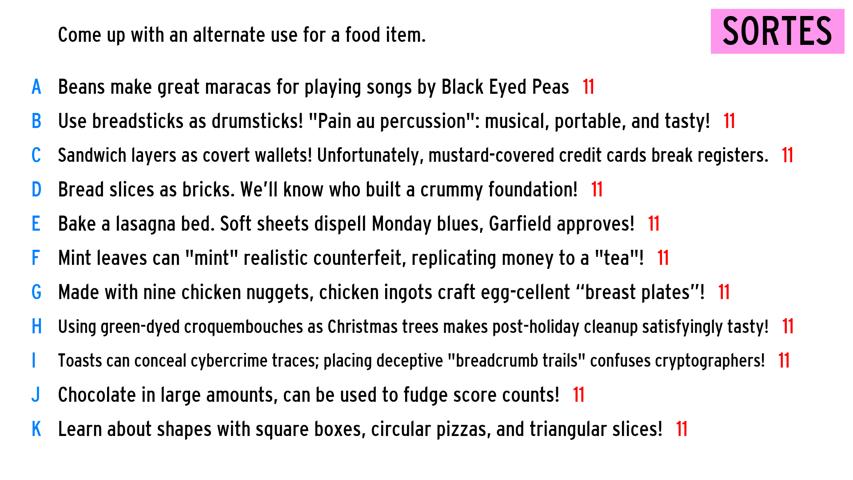 SORTES
Come up with an alternate use for a food item.
A Beans make great maracas for playing songs by Black Eyed Peas 11
B Use breadsticks as drumsticks! "Pain au percussion": musical, portable, and tasty! 11
C Sandwich layers as covert wallets! Unfortunately, mustard-covered credit cards break registers. 11
D Bread slices as bricks. We’ll know who built a crummy foundation! 11
E Bake a lasagna bed. Soft sheets dispell Monday blues, Garfield approves! 11
F Mint leaves can "mint" realistic counterfeit, replicating money to a "tea"! 11
G Made with nine chicken nuggets, chicken ingots craft egg-cellent “breast plates”! 11
H Using green-dyed croquembouches as Christmas trees makes post-holiday cleanup satisfyingly tasty! 11
I Toasts can conceal cybercrime traces; placing deceptive "breadcrumb trails" confuses cryptographers! 11
J Chocolate in large amounts, can be used to fudge score counts! 11
K Learn about shapes with square boxes, circular pizzas, and triangular slices! 11